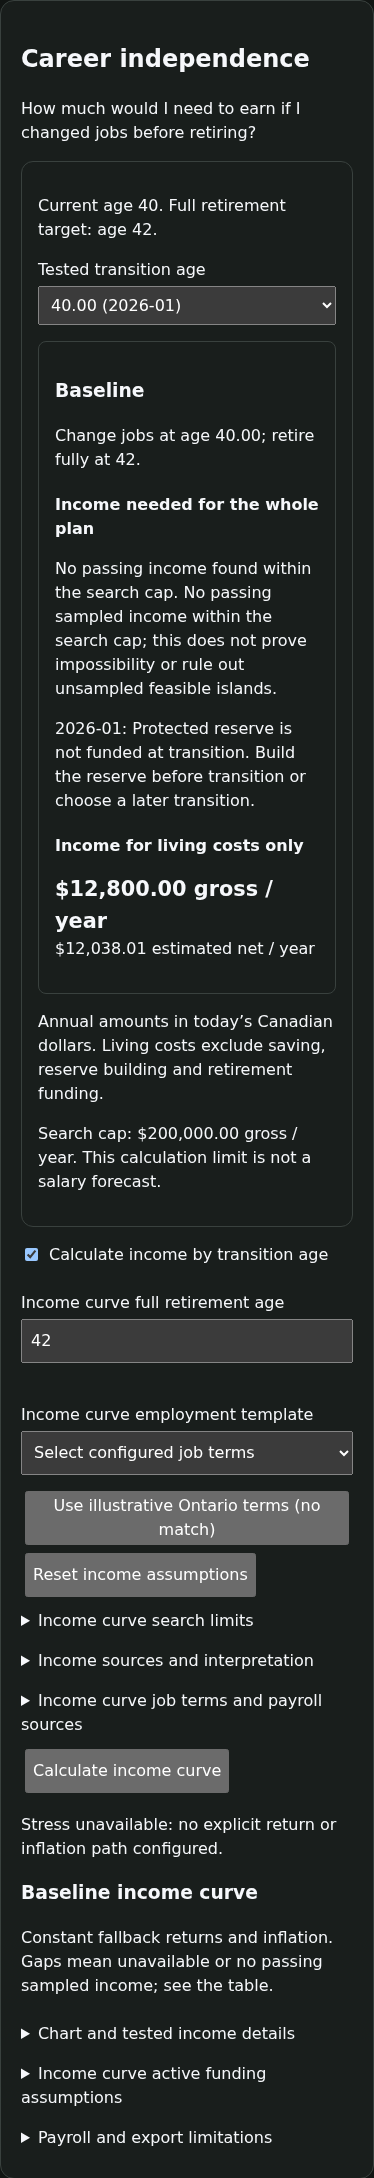 Career independence
How much would I need to earn if I
changed jobs before retiring?
Current age 40. Full retirement
target: age 42.
Tested transition age
40.00 (2026-01)
Baseline
Change jobs at age 40.00; retire
fully at 42.
Income needed for the whole
plan
No passing income found within
the search cap. No passing
sampled income within the
search cap; this does not prove
impossibility or rule out
unsampled feasible islands.
2026-01: Protected reserve is
not funded at transition. Build
the reserve before transition or
choose a later transition.
Income for living costs only
$12,800.00 gross /
year
$12,038.01 estimated net / year
Annual amounts in today’s Canadian
dollars. Living costs exclude saving,
reserve building and retirement
funding.
Search cap: $200,000.00 gross /
year. This calculation limit is not a
salary forecast.
Calculate income by transition age
Income curve full retirement age
42
Income curve employment template
Select configured job terms
Use illustrative Ontario terms (no
match)
Reset income assumptions
Income curve search limits
Income sources and interpretation
Income curve job terms and payroll
sources
Calculate income curve
Stress unavailable: no explicit return or
inflation path configured.
Baseline income curve
Constant fallback returns and inflation.
Gaps mean unavailable or no passing
sampled income; see the table.
Chart and tested income details
Income curve active funding
assumptions
Payroll and export limitations